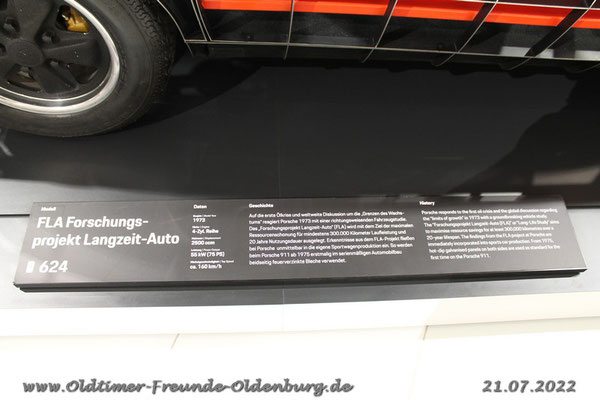 Modell
FLA Forschungs-
projekt Langzeit-Auto
624
Daten
1973
4-Zyl. Reihe
2500 ccm
55 kW (75 PS)
ca. 160 km/h
Geschichte
Auf die erste Ölkrise und weltweite Diskussion um die „Grenzen des Wachs-
tums“ reagiert Porsche 1973 mit einer richtungsweisenden Fahrzeugstudie.
Das „Forschungsprojekt Langzeit-Auto“ (FLA) wird mit dem Ziel der maximalen
Ressourcenschonung für mindestens 300.000 Kilometer Laufleistung und
20 Jahre Nutzungsdauer ausgelegt. Erkenntnisse aus dem FLA-Projekt fließen
bei Porsche unmittelbar in die eigene Sportwagenproduktion ein. So werden
beim Porsche 911 ab 1975 erstmalig im serienmäßigen Automobilbau
beidseitig feuerverzinkte Bleche verwendet.
History
Porsche responds to the first oil crisis and the global discussion regarding
the "limits of growth" in 1973 with a groundbreaking vehicle study.
The "Forschungsprojekt Langzeit-Auto (FLA)" or "Long-Life Study" aims
to maximise resource savings for at least 300,000 kilometres over a
20-year lifespan. The findings from the FLA project at Porsche are
immediately incorporated into sports car production. From 1975,
hot-dip galvanised panels on both sides are used as standard for the
first time on the Porsche 911.
www.Oldtimer-Freunde-Oldenburg.de
21.07.2022